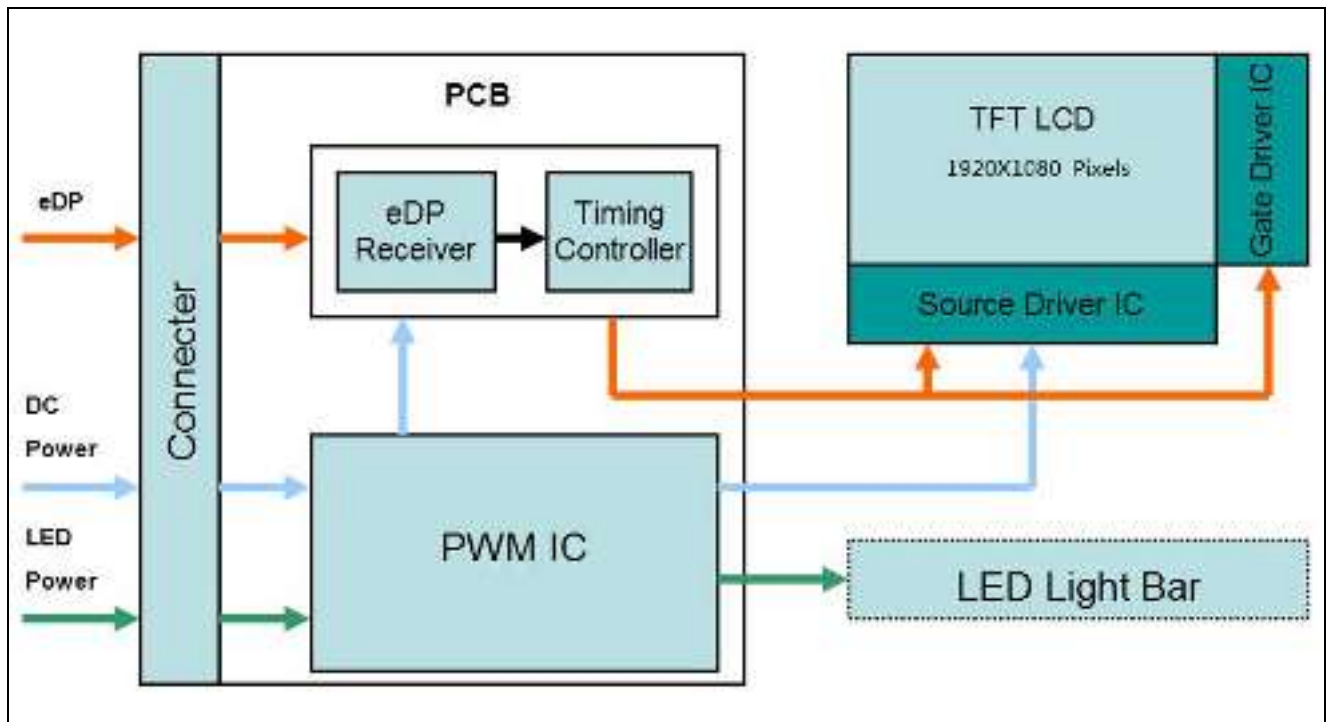 PCB
eDP
eDP
Receiver
Timing
Controller
TFT LCD
1920X1080 Pixels
Gate Driver IC
Source Driver IC
Connecter
DC
Power
LED
Power
PWM IC
LED Light Bar